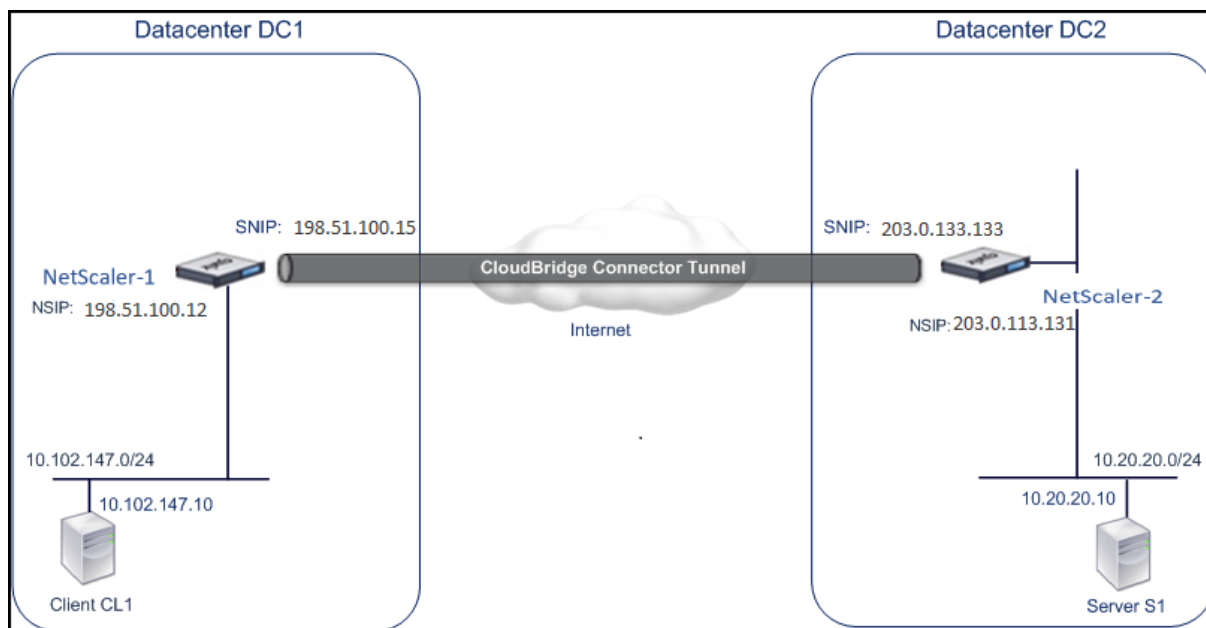 Datacenter DC1
Datacenter DC2
SNIP: 198.51.100.15
SNIP: 203.0.133.133
CloudBridge Connector Tunnel
NetScaler-1
NetScaler-2
NSIP: 198.51.100.12
NSIP: 203.0.113.131
Internet
10.102.147.0/24
10.20.20.0/24
10.102.147.10
10.20.20.10
Client CL1
Server S1